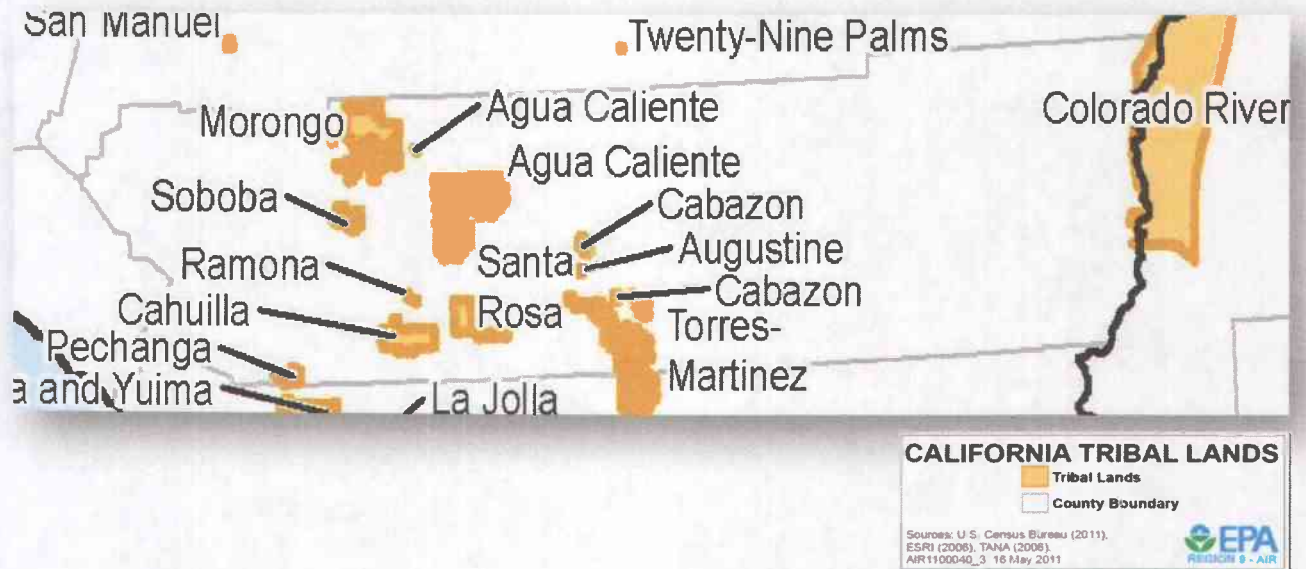 San Manuel
Twenty-Nine Palms
Morongo
Agua Caliente
Colorado River
Agua Caliente
Soboba
Cabazon
Augustine
Ramona
Santa
Rosa
Cabazon
Cahuilla
Torres-
Martinez
Pechanga
a and Yuima
La Jolla
CALIFORNIA TRIBAL LANDS
Tribal Lands
County Boundary
Sources: U.S. Census Bureau (2011),
ESRI (2006), TANA (2006).
AIR1100040_3 16 May 2011
EPA
REGION 9 - AIR